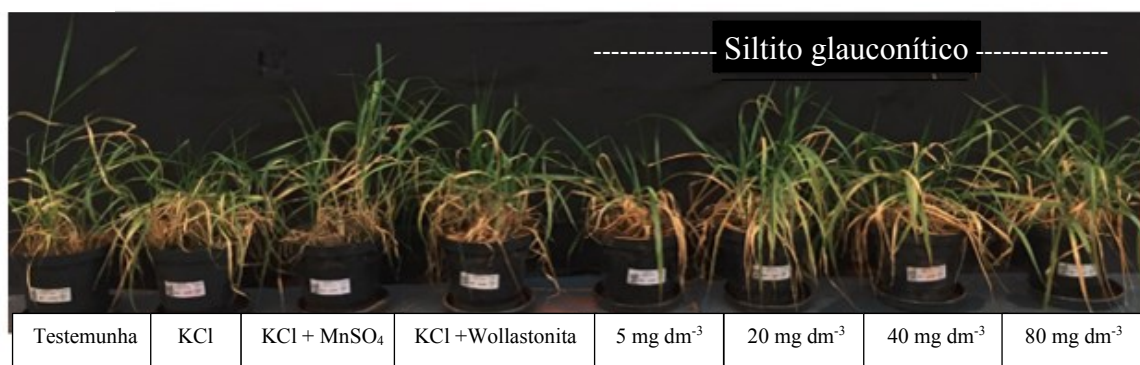 Siltito glauconítico
Testemunha KCl KCl + MnSO₄ KCl +Wollastonita 5 mg dm⁻³ 20 mg dm⁻³ 40 mg dm⁻³ 80 mg dm⁻³